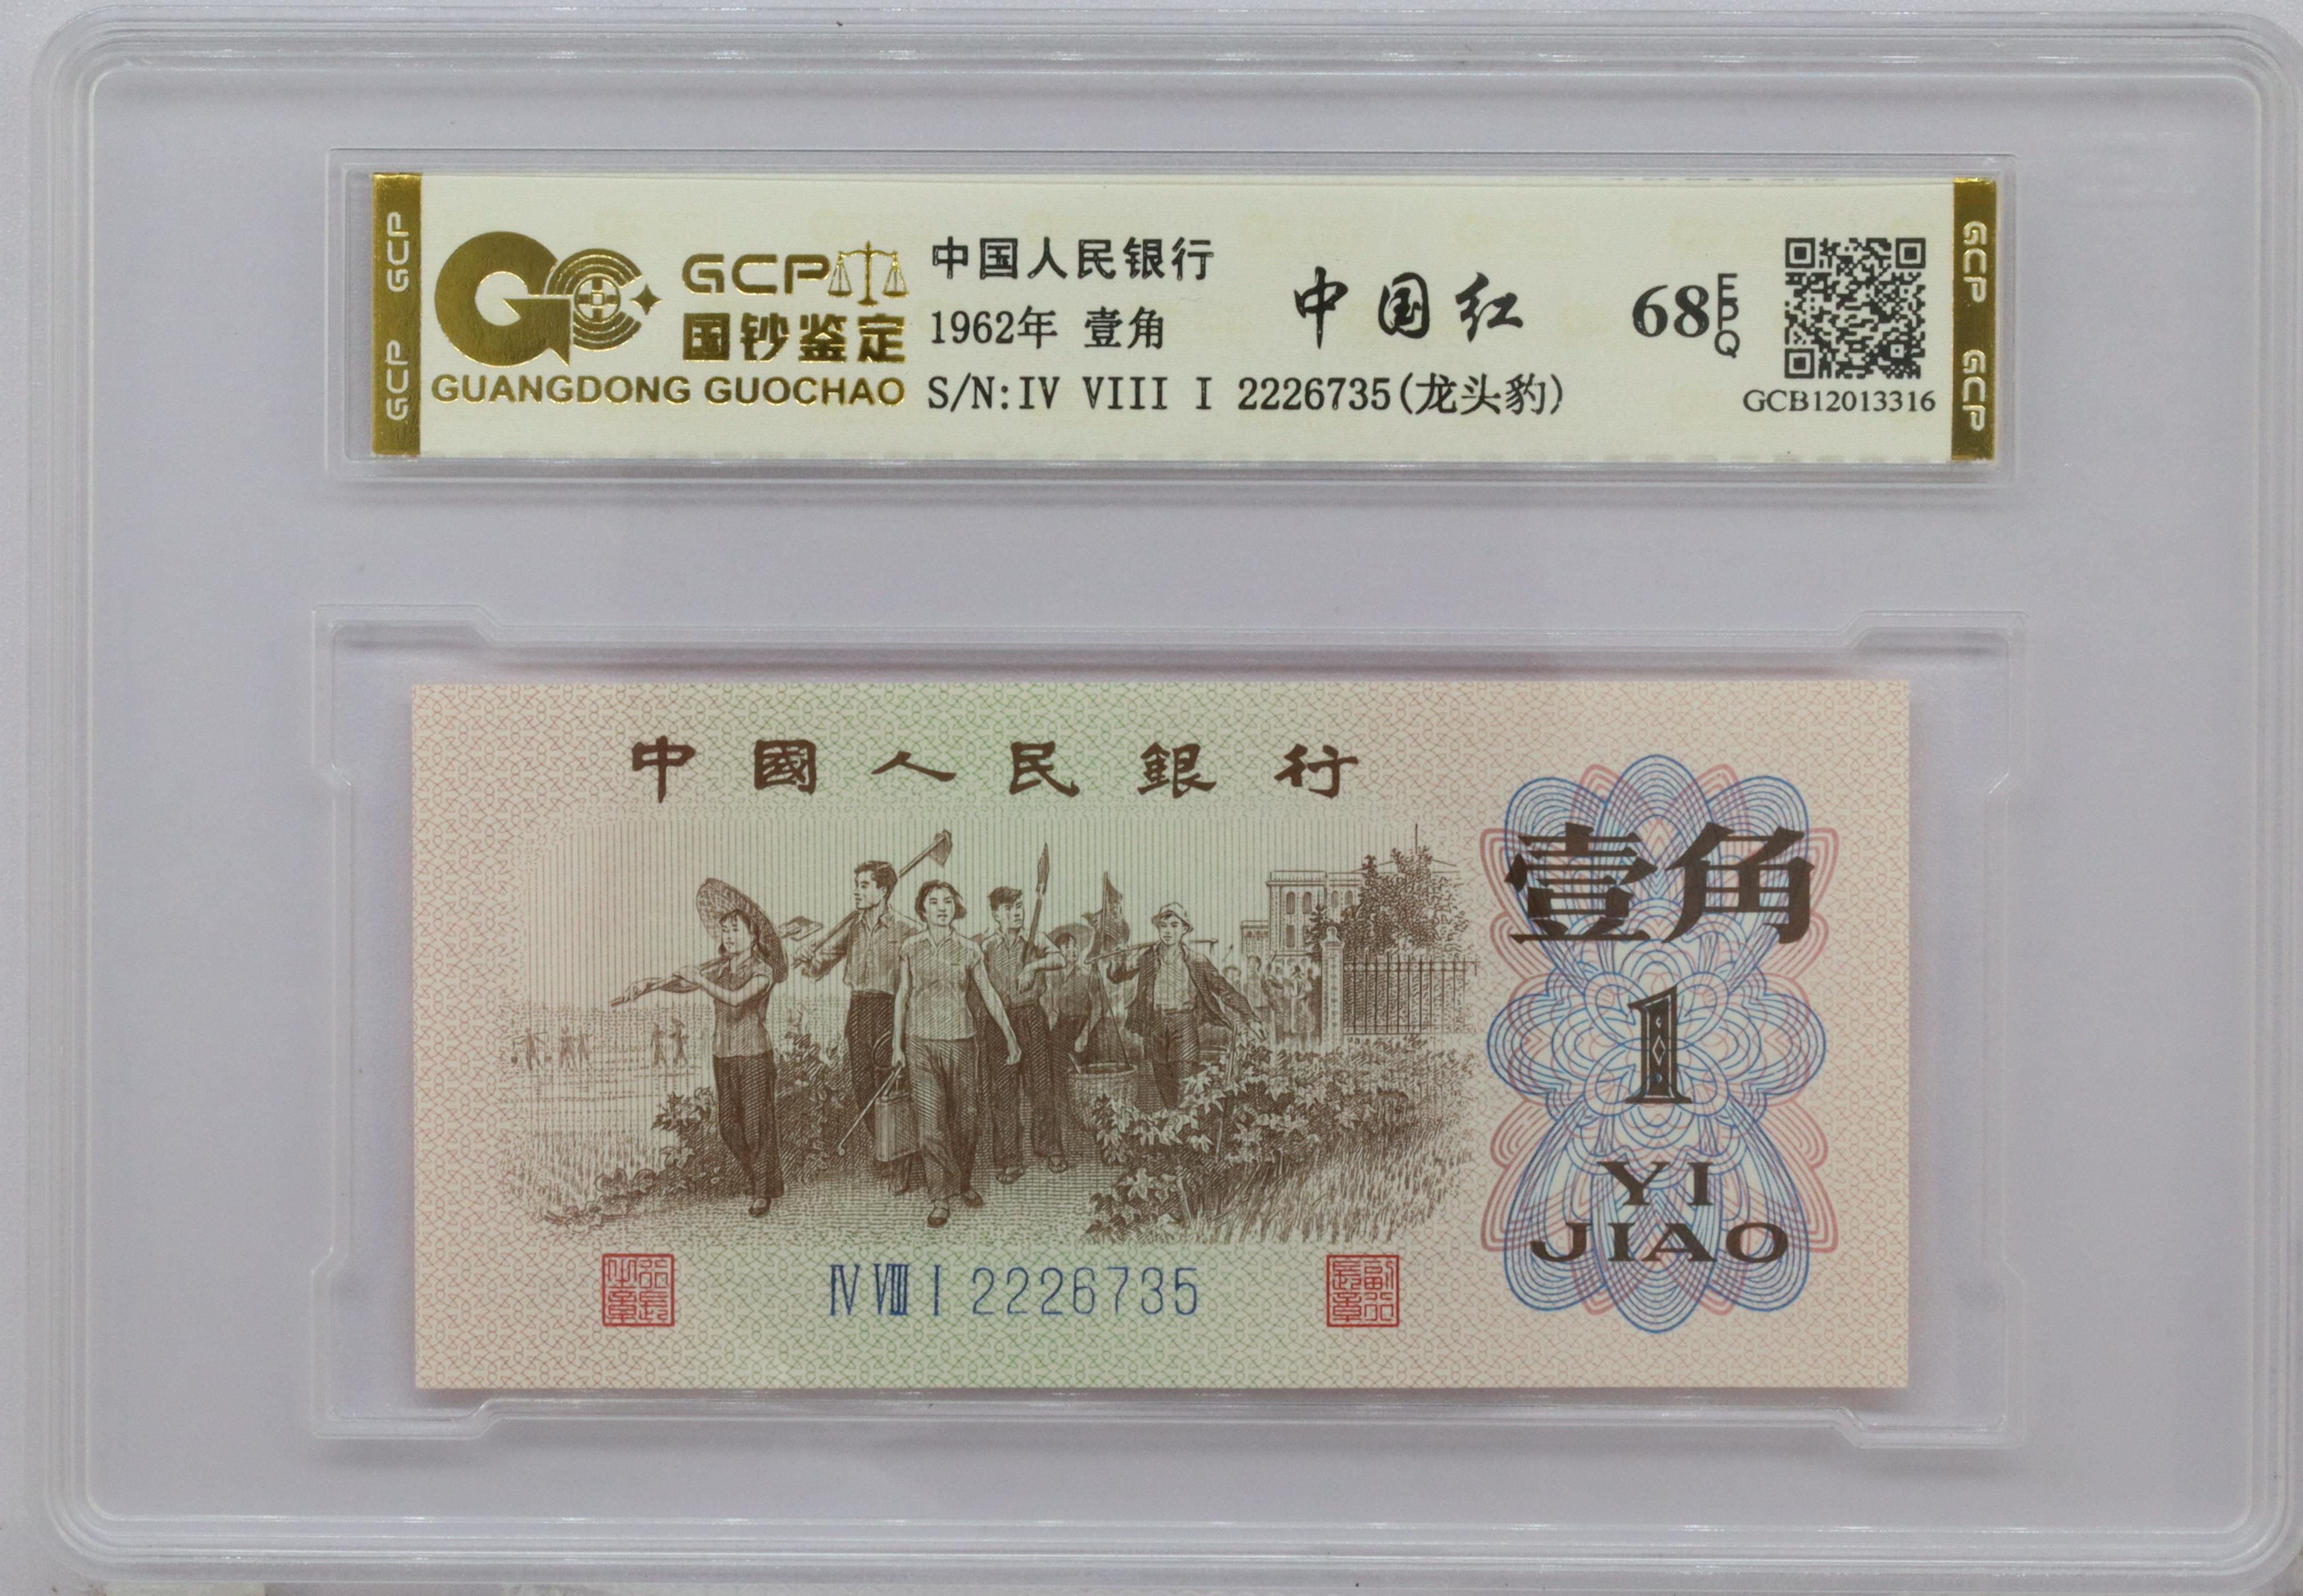 GCP
GCP
GCP
国钞鉴定
GUANGDONG GUOCHAO
中国人民银行
1962年 壹角
S/N:IV VIII I 2226735(龙头豹)
中国红
68
EPQ
GCB12013316
GCP
GCP
中國人民銀行
壹角
1
YI
JIAO
Ⅳ Ⅷ Ⅰ 2226735